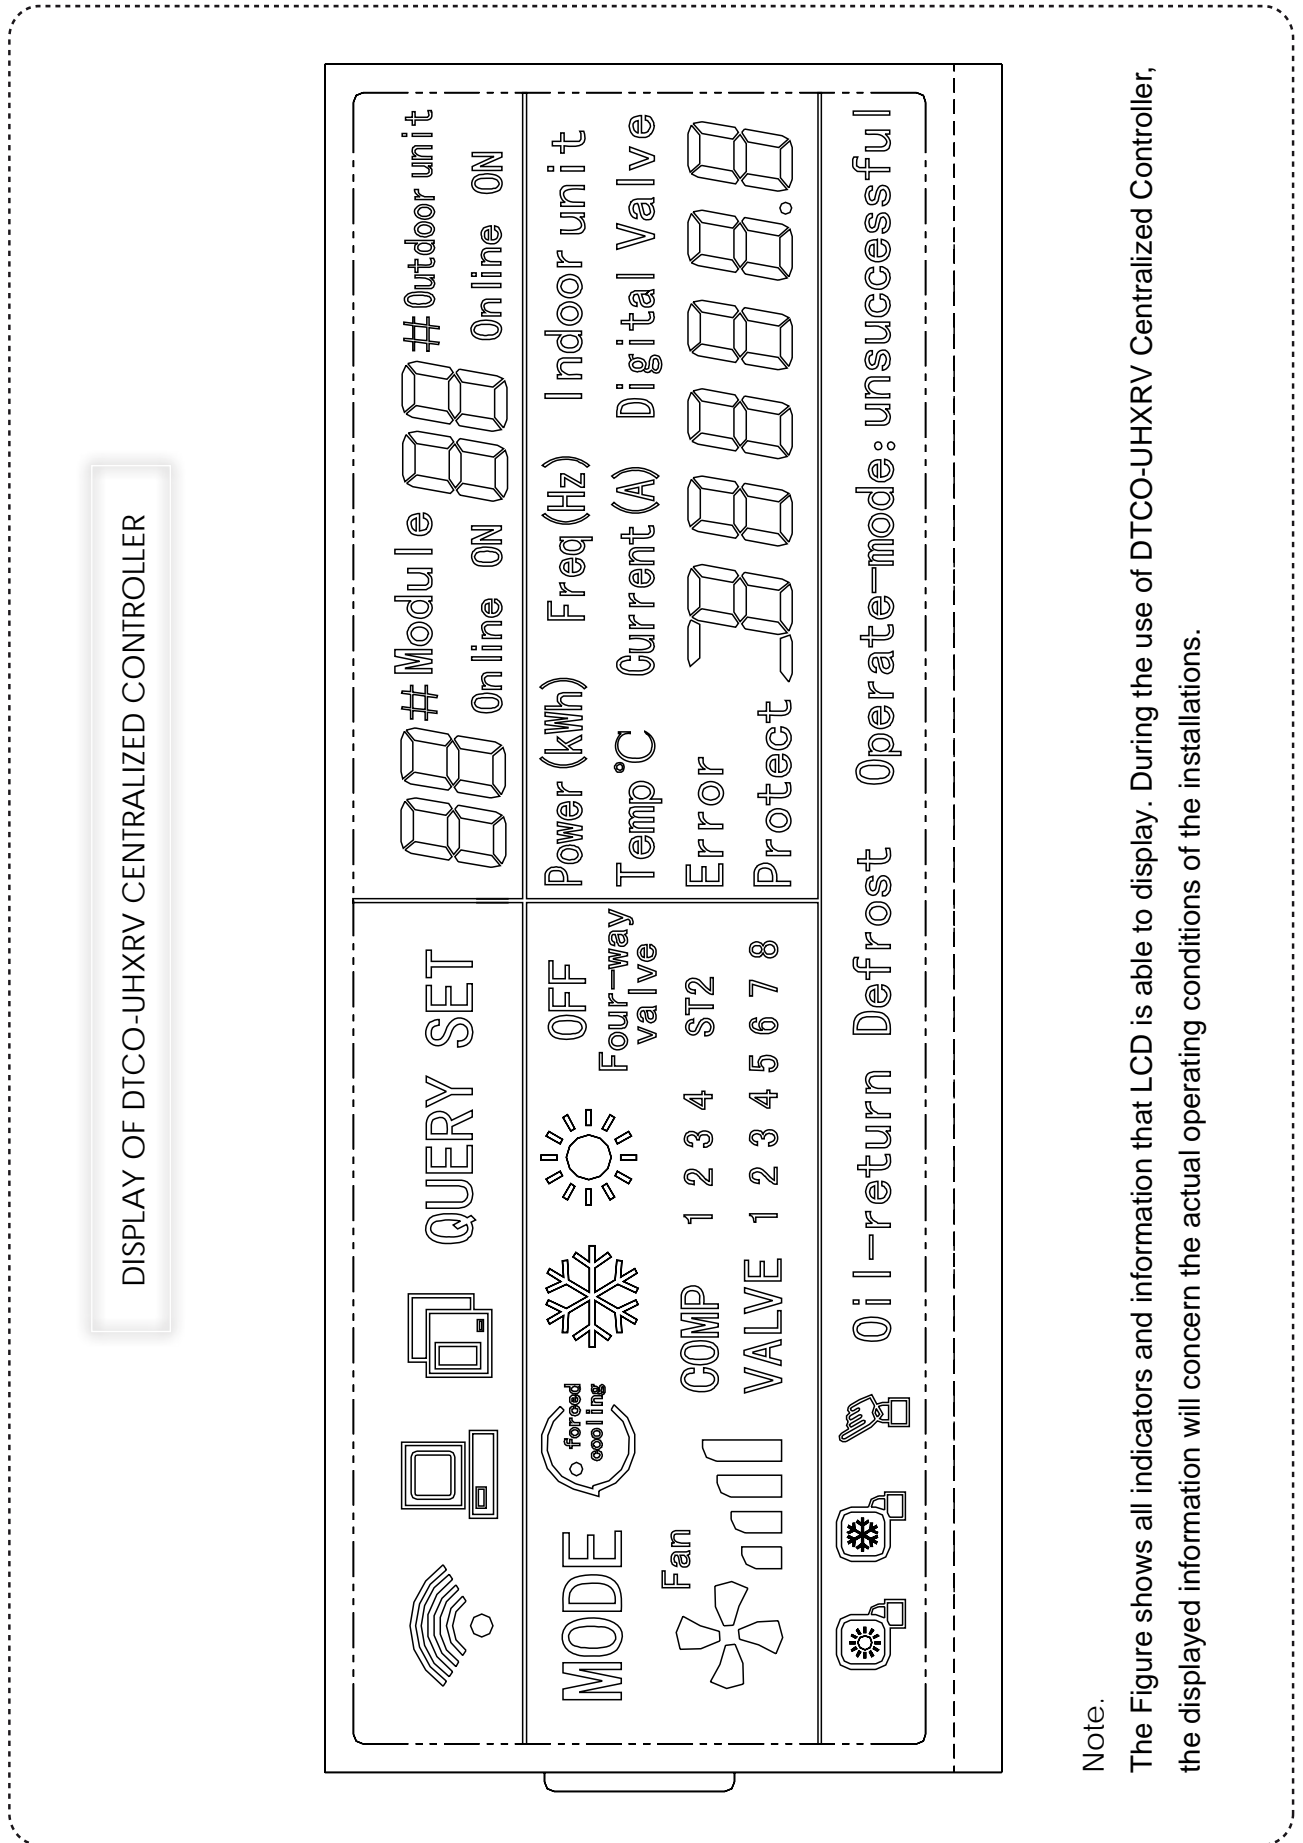 DISPLAY OF DTCO-UHXRV CENTRALIZED CONTROLLER
QUERY SET
88 #Module 88 #Outdoor unit
Online ON Online ON
MODE
forced
cooling
OFF
Four-way
valve
Fan
COMP 1 2 3 4 ST2
VALVE 1 2 3 4 5 6 7 8
Power (kWh) Freq (Hz) Indoor unit
Temp°C Current (A) Digital Valve
Error
Protect
888888.8
Oil-return Defrost Operate-mode: unsuccessful
Note.
The Figure shows all indicators and information that LCD is able to display. During the use of DTCO-UHXRV Centralized Controller,
the displayed information will concern the actual operating conditions of the installations.